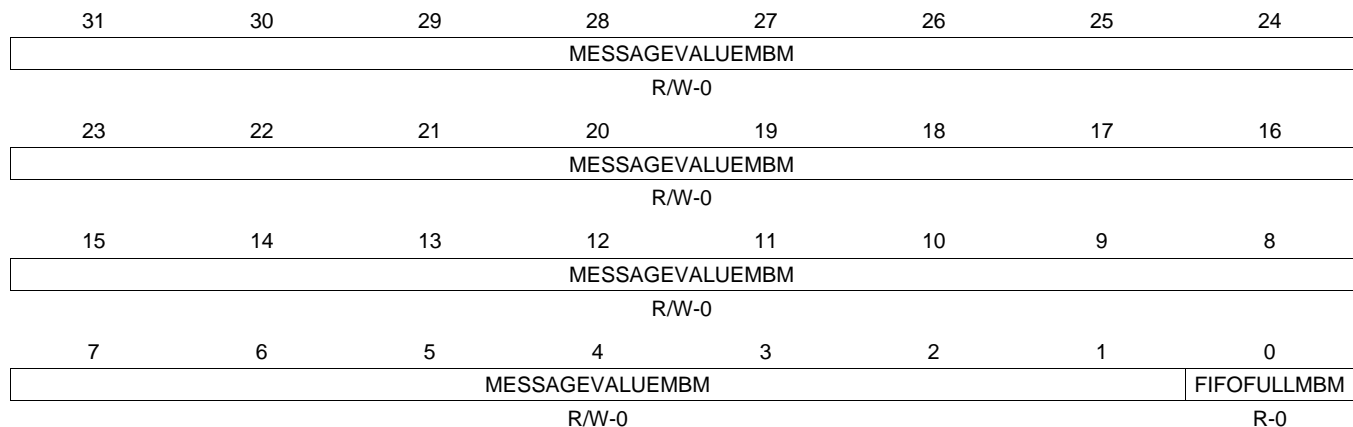 31 30 29 28 27 26 25 24
MESSAGEVALUEMBM
R/W-0
23 22 21 20 19 18 17 16
MESSAGEVALUEMBM
R/W-0
15 14 13 12 11 10 9 8
MESSAGEVALUEMBM
R/W-0
7 6 5 4 3 2 1 0
MESSAGEVALUEMBM FIFOFULLMBM
R/W-0 R-0